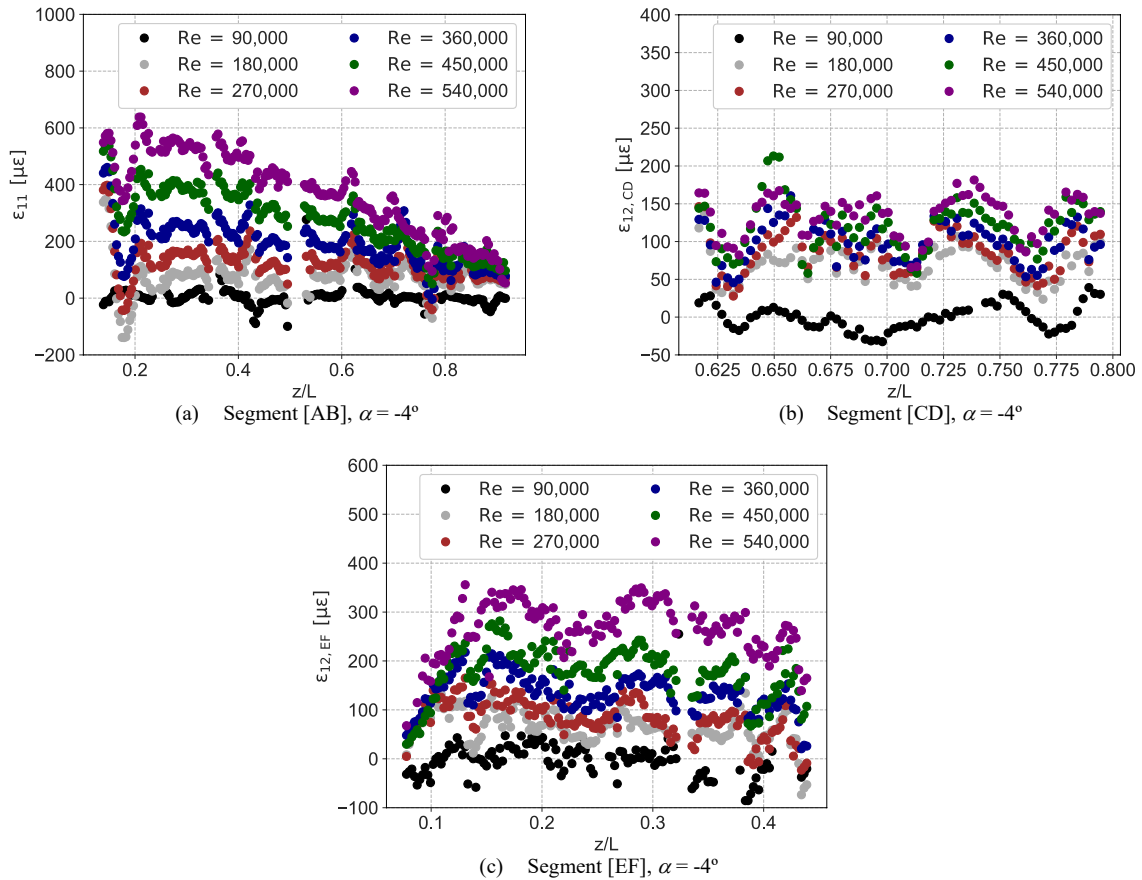 1000
800
600
400
200
0
−200
ε11 [µε]
Re = 90,000
Re = 180,000
Re = 270,000
Re = 360,000
Re = 450,000
Re = 540,000
0.2 0.4 0.6 0.8
z/L
(a) Segment [AB], α = -4º
400
350
300
250
200
150
100
50
0
−50
ε12, CD [µε]
Re = 90,000
Re = 180,000
Re = 270,000
Re = 360,000
Re = 450,000
Re = 540,000
0.625 0.650 0.675 0.700 0.725 0.750 0.775 0.800
z/L
(b) Segment [CD], α = -4º
600
500
400
300
200
100
0
−100
ε12, EF [µε]
Re = 90,000
Re = 180,000
Re = 270,000
Re = 360,000
Re = 450,000
Re = 540,000
0.1 0.2 0.3 0.4
z/L
(c) Segment [EF], α = -4º